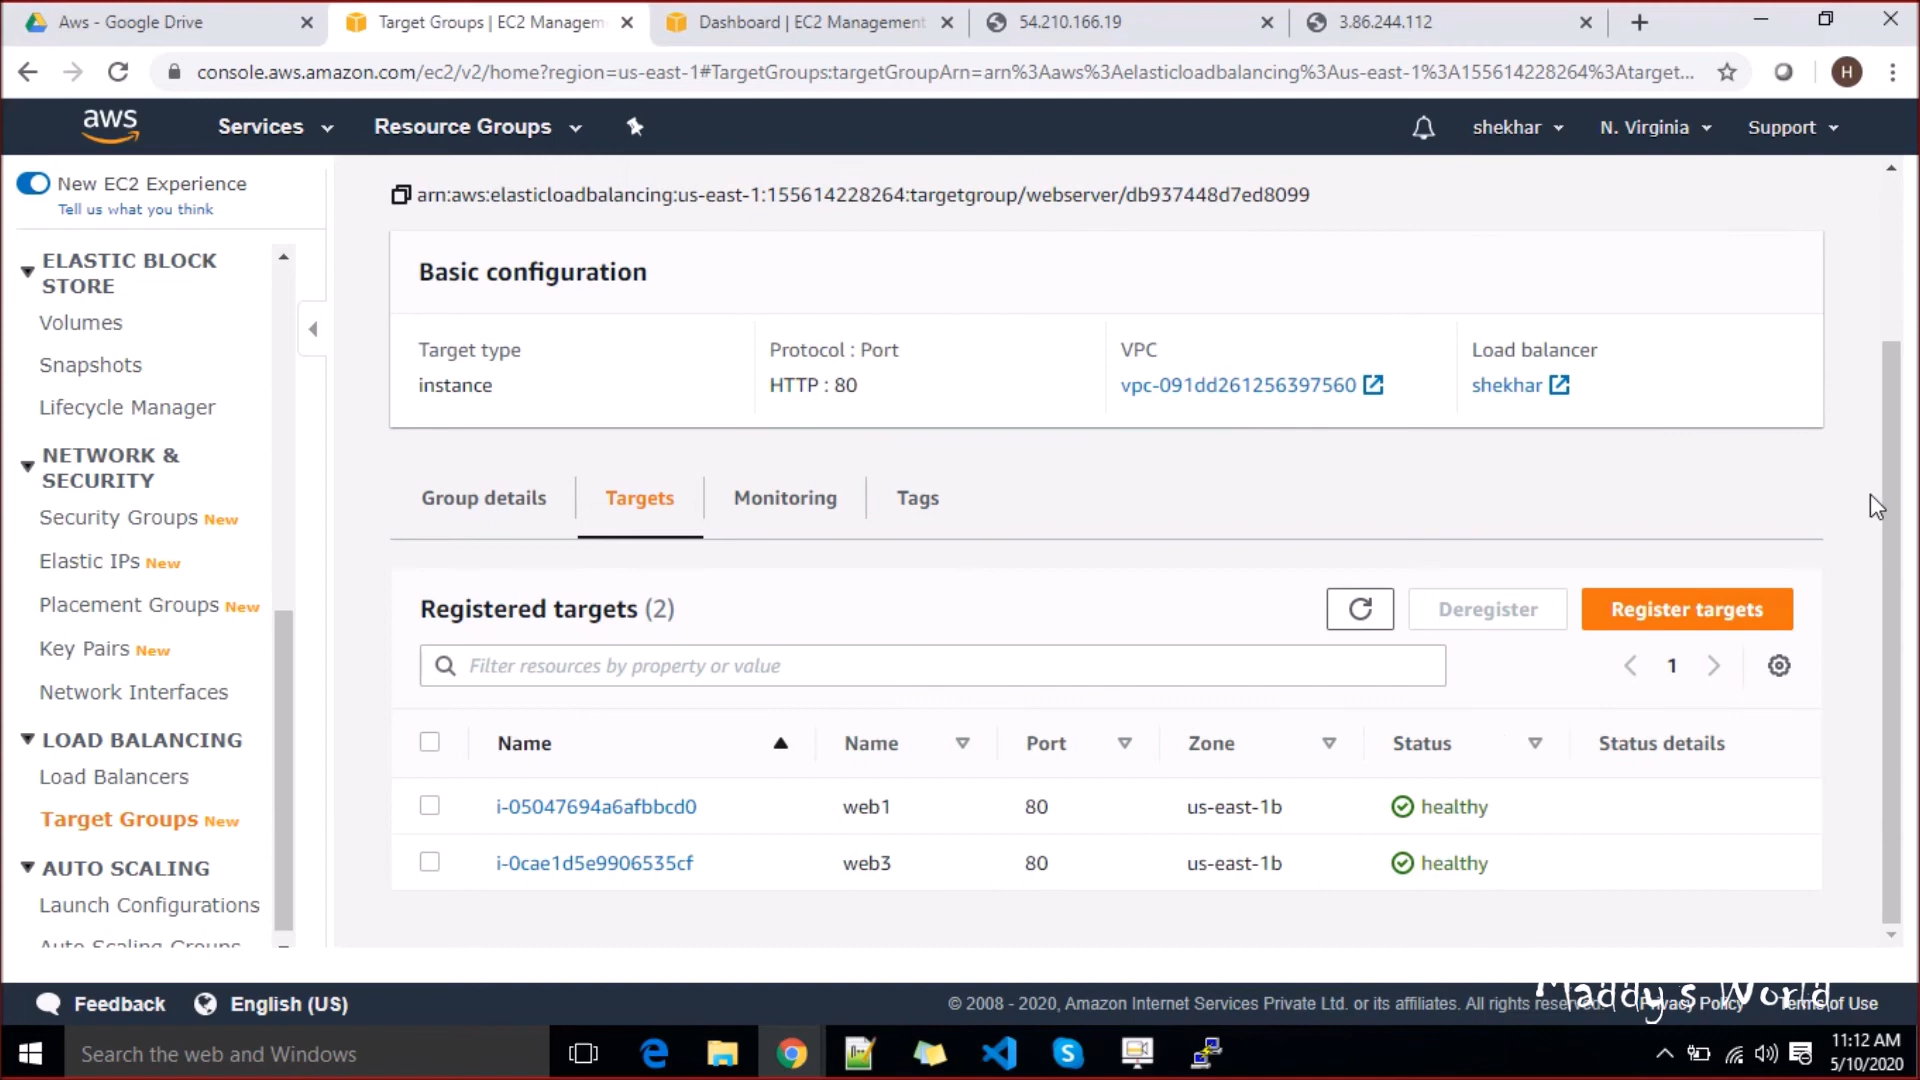 Aws - Google Drive
Target Groups | EC2 Managem
Dashboard | EC2 Management
54.210.166.19
3.86.244.112
console.aws.amazon.com/ec2/v2/home?region=us-east-1#TargetGroups:targetGroupArn=arn%3Aaws%3Aelasticloadbalancing%3Aus-east-1%3A155614228264%3Atarget...
H
aws
Services
Resource Groups
shekhar
N. Virginia
Support
New EC2 Experience
Tell us what you think
ELASTIC BLOCK
STORE
Volumes
Snapshots
Lifecycle Manager
NETWORK &
SECURITY
Security Groups New
Elastic IPs New
Placement Groups New
Key Pairs New
Network Interfaces
LOAD BALANCING
Load Balancers
Target Groups New
AUTO SCALING
Launch Configurations
Auto Scaling Groups
arn:aws:elasticloadbalancing:us-east-1:155614228264:targetgroup/webserver/db937448d7ed8099
Basic configuration
Target type
instance
Protocol : Port
HTTP : 80
VPC
vpc-091dd261256397560
Load balancer
shekhar
Group details
Targets
Monitoring
Tags
Registered targets (2)
Deregister
Register targets
Filter resources by property or value
1
Name Name Port Zone Status Status details
i-05047694a6afbbcd0 web1 80 us-east-1b healthy
i-0cae1d5e9906535cf web3 80 us-east-1b healthy
Feedback
English (US)
© 2008 - 2020, Amazon Internet Services Private Ltd. or its affiliates. All rights reserved.
Privacy Policy
Terms of Use
Maddy's World
Search the web and Windows
11:12 AM
5/10/2020